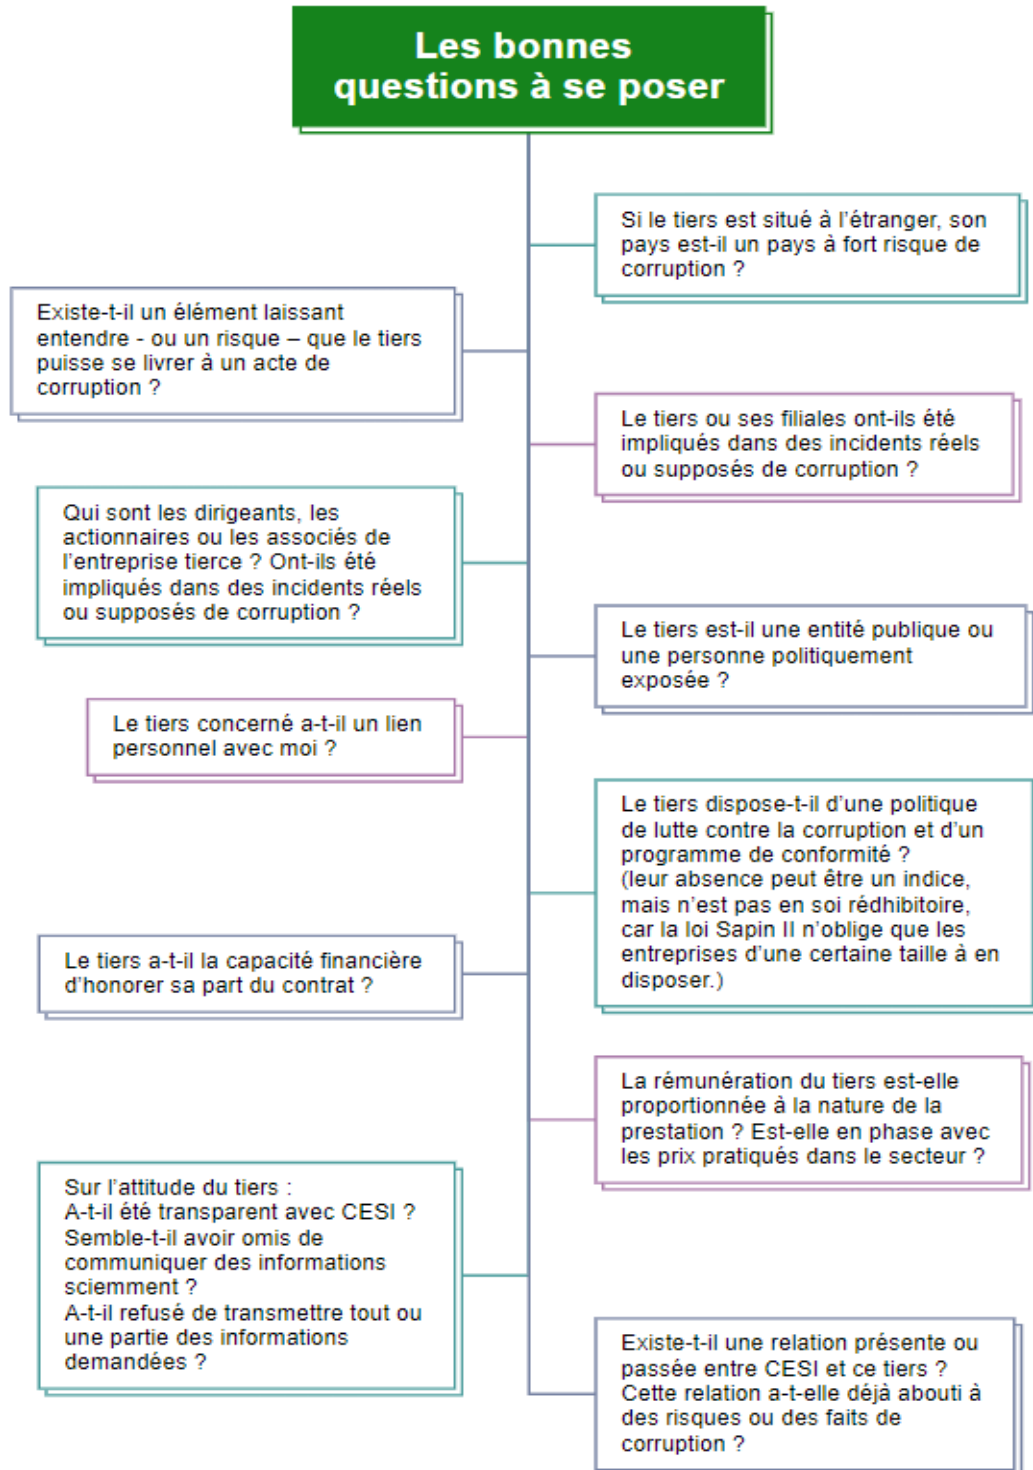 Les bonnes
questions à se poser
Si le tiers est situé à l'étranger, son
pays est-il un pays à fort risque de
corruption ?
Existe-t-il un élément laissant
entendre - ou un risque – que le tiers
puisse se livrer à un acte de
corruption ?
Le tiers ou ses filiales ont-ils été
impliqués dans des incidents réels
ou supposés de corruption ?
Qui sont les dirigeants, les
actionnaires ou les associés de
l'entreprise tierce ? Ont-ils été
impliqués dans des incidents réels
ou supposés de corruption ?
Le tiers est-il une entité publique ou
une personne politiquement
exposée ?
Le tiers concerné a-t-il un lien
personnel avec moi ?
Le tiers dispose-t-il d'une politique
de lutte contre la corruption et d'un
programme de conformité ?
(leur absence peut être un indice,
mais n'est pas en soi rédhibitoire,
car la loi Sapin II n'oblige que les
entreprises d'une certaine taille à en
disposer.)
Le tiers a-t-il la capacité financière
d'honorer sa part du contrat ?
La rémunération du tiers est-elle
proportionnée à la nature de la
prestation ? Est-elle en phase avec
les prix pratiqués dans le secteur ?
Sur l'attitude du tiers :
A-t-il été transparent avec CESI ?
Semble-t-il avoir omis de
communiquer des informations
sciemment ?
A-t-il refusé de transmettre tout ou
une partie des informations
demandées ?
Existe-t-il une relation présente ou
passée entre CESI et ce tiers ?
Cette relation a-t-elle déjà abouti à
des risques ou des faits de
corruption ?